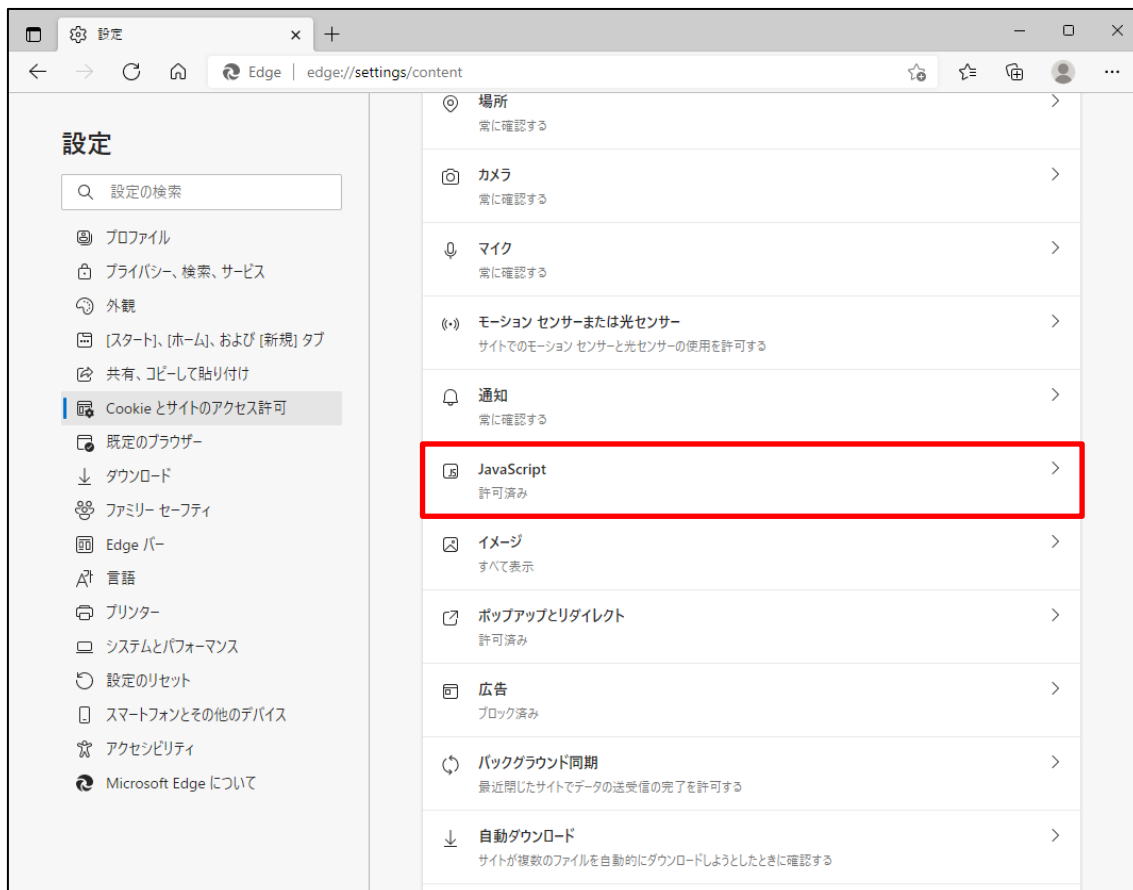 設定
Edge | edge://settings/content
設定
設定の検索
プロファイル
プライバシー、検索、サービス
外観
[スタート]、[ホーム]、および [新規] タブ
共有、コピーして貼り付け
Cookie とサイトのアクセス許可
既定のブラウザー
ダウンロード
ファミリー セーフティ
Edge バー
言語
プリンター
システムとパフォーマンス
設定のリセット
スマートフォンとその他のデバイス
アクセシビリティ
Microsoft Edge について
場所
常に確認する
カメラ
常に確認する
マイク
常に確認する
モーション センサーまたは光センサー
サイトでのモーション センサーと光センサーの使用を許可する
通知
常に確認する
JS
JavaScript
許可済み
イメージ
すべて表示
ポップアップとリダイレクト
許可済み
広告
ブロック済み
バックグラウンド同期
最近閉じたサイトでデータの送受信の完了を許可する
自動ダウンロード
サイトが複数のファイルを自動的にダウンロードしようとしたときに確認する